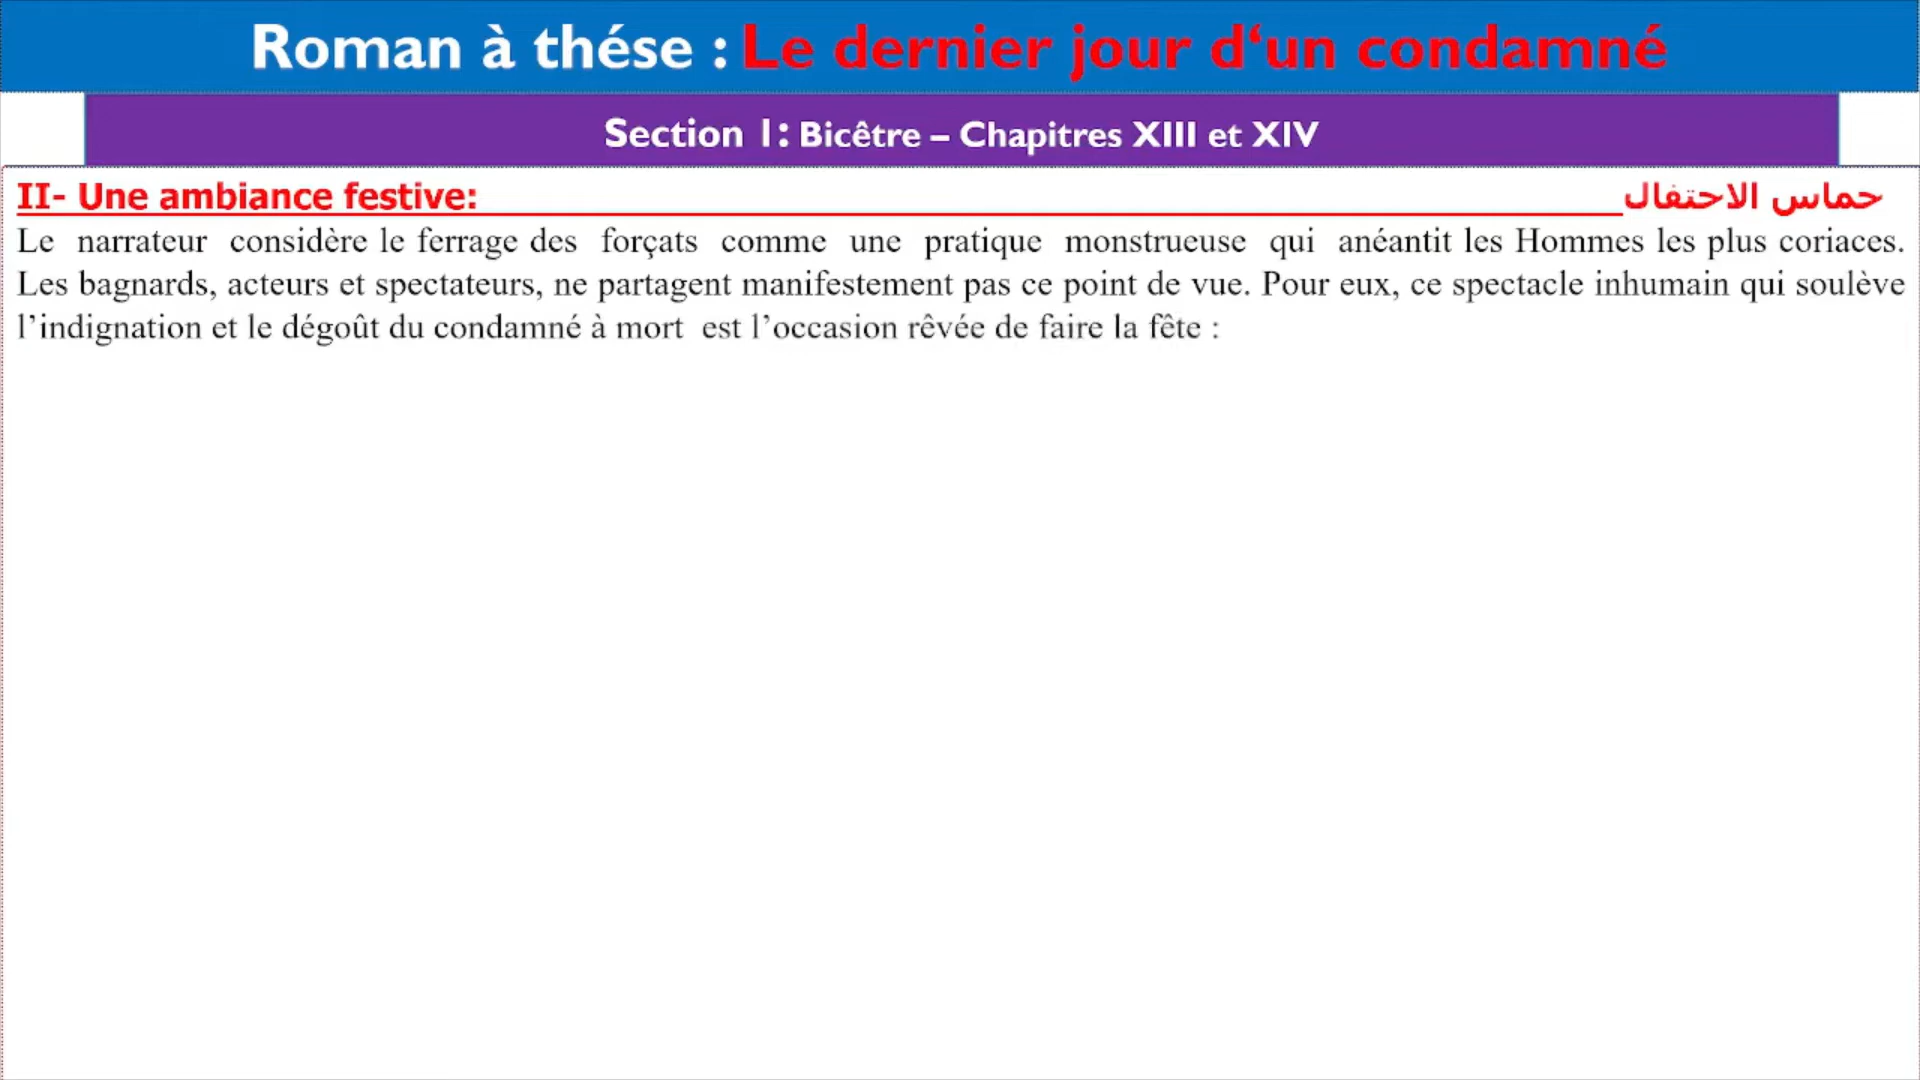 Roman à thése : Le dernier jour d‘un condamné
Section 1: Bicêtre – Chapitres XIII et XIV
II- Une ambiance festive: حماس الاحتفال
Le narrateur considère le ferrage des forçats comme une pratique monstrueuse qui anéantit les Hommes les plus coriaces.
Les bagnards, acteurs et spectateurs, ne partagent manifestement pas ce point de vue. Pour eux, ce spectacle inhumain qui soulève
l’indignation et le dégoût du condamné à mort est l’occasion rêvée de faire la fête :